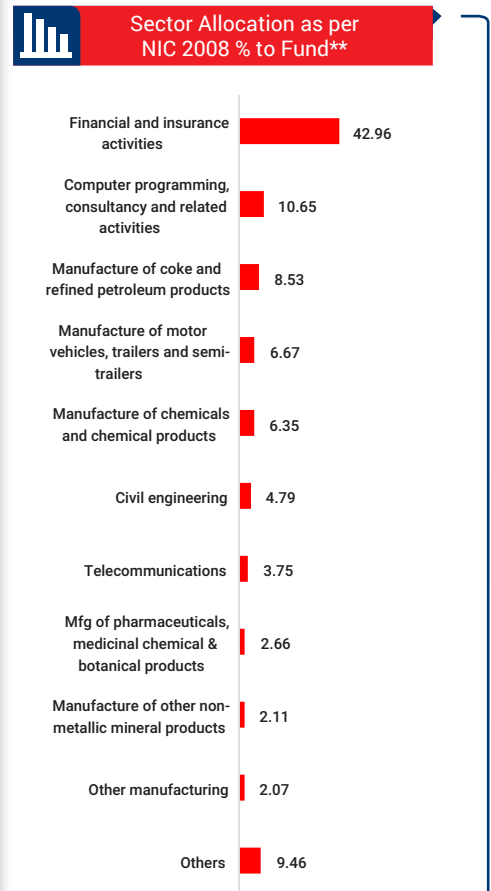 Sector Allocation as per
NIC 2008 % to Fund**
Financial and insurance
activities
42.96
Computer programming,
consultancy and related
activities
10.65
Manufacture of coke and
refined petroleum products
8.53
Manufacture of motor
vehicles, trailers and semi-
trailers
6.67
Manufacture of chemicals
and chemical products
6.35
Civil engineering
4.79
Telecommunications
3.75
Mfg of pharmaceuticals,
medicinal chemical &
botanical products
2.66
Manufacture of other non-
metallic mineral products
2.11
Other manufacturing
2.07
Others
9.46